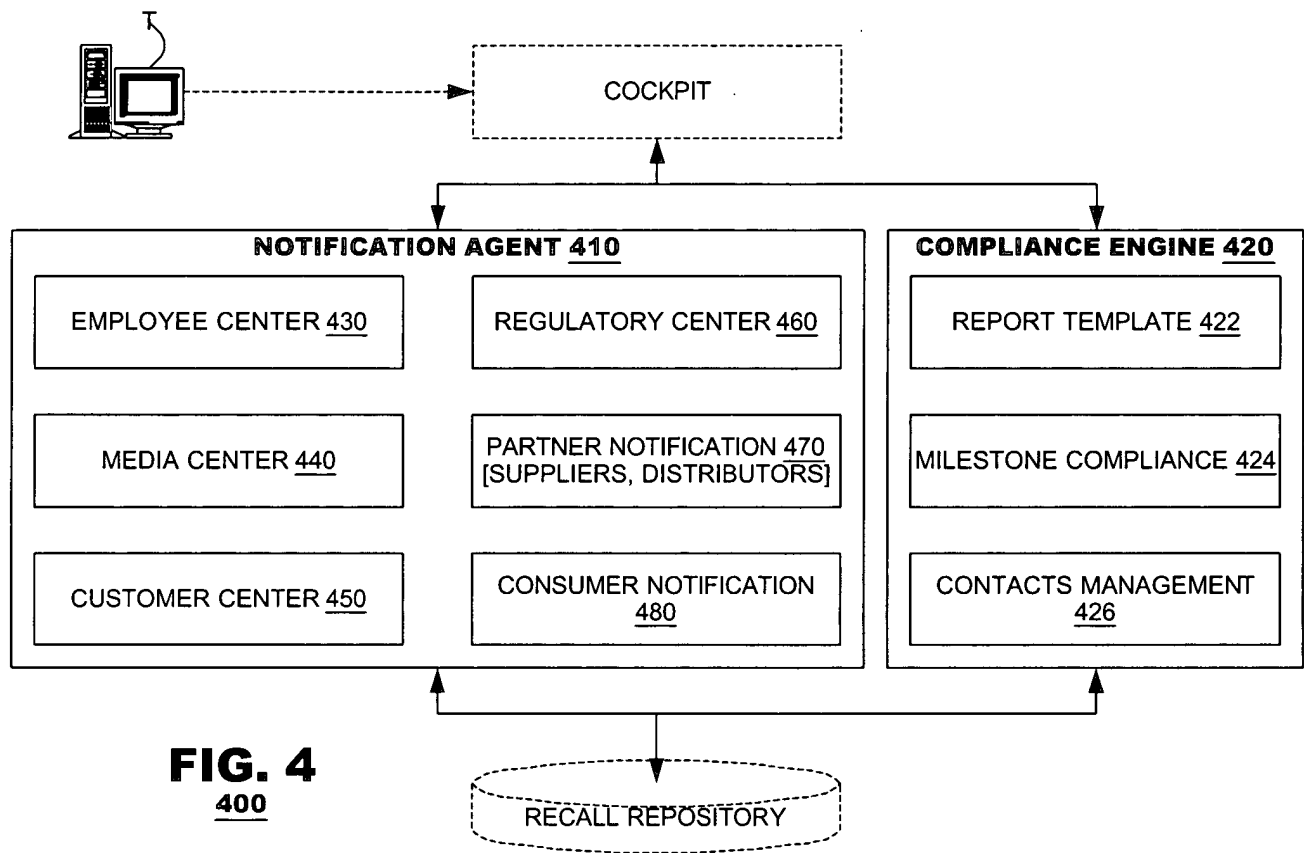 COCKPIT
NOTIFICATION AGENT 410
EMPLOYEE CENTER 430
REGULATORY CENTER 460
MEDIA CENTER 440
PARTNER NOTIFICATION 470
[SUPPLIERS, DISTRIBUTORS}
CUSTOMER CENTER 450
CONSUMER NOTIFICATION
480
COMPLIANCE ENGINE 420
REPORT TEMPLATE 422
MILESTONE COMPLIANCE 424
CONTACTS MANAGEMENT
426
RECALL REPOSITORY
FIG. 4
400